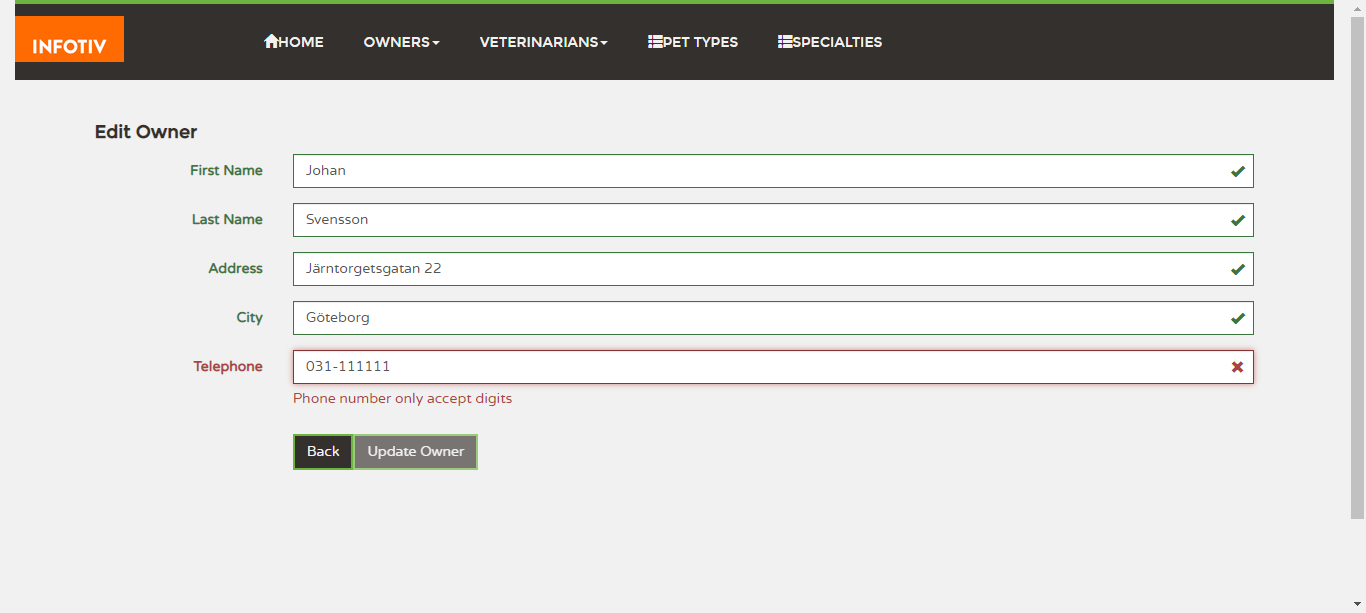 INFOTIV HOME OWNERS VETERINARIANS PET TYPES SPECIALTIES
Edit Owner
First Name Johan
Last Name Svensson
Address Järntorgetsgatan 22
City Göteborg
Telephone 031-111111
Phone number only accept digits
Back Update Owner